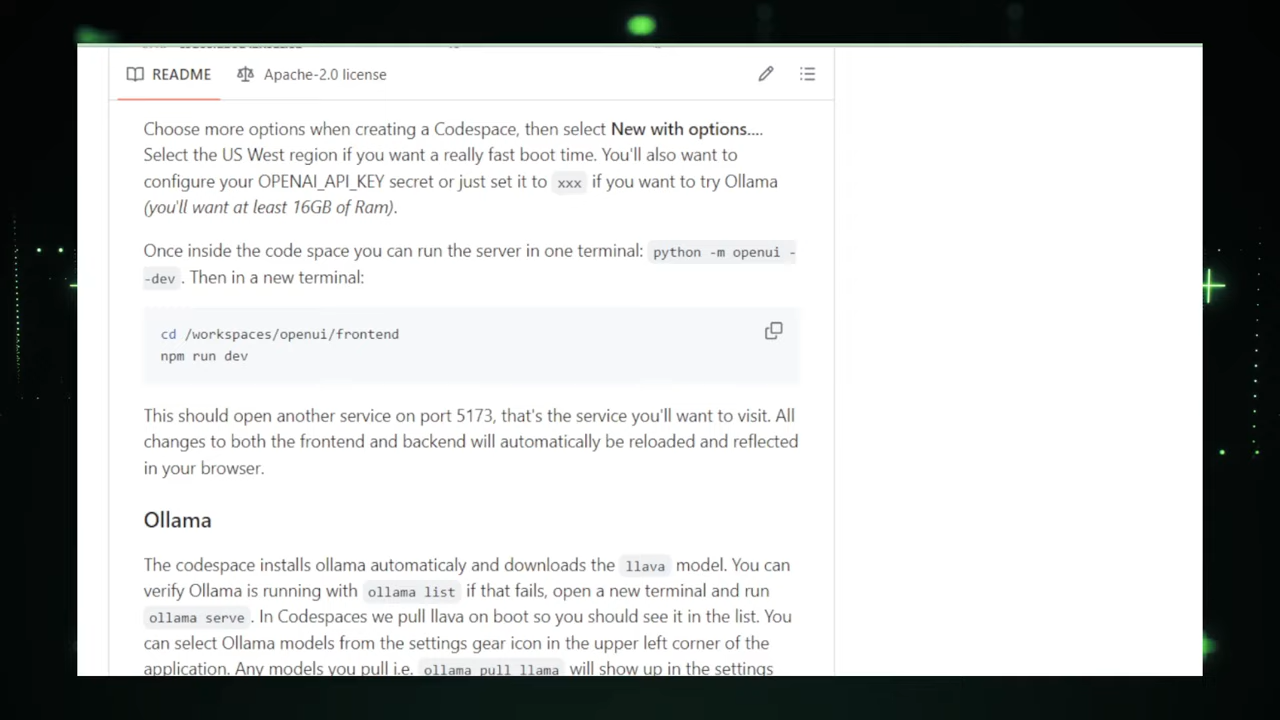 README Apache-2.0 license
Choose more options when creating a Codespace, then select New with options....
Select the US West region if you want a really fast boot time. You'll also want to
configure your OPENAI_API_KEY secret or just set it to xxx if you want to try Ollama
(you'll want at least 16GB of Ram).
Once inside the code space you can run the server in one terminal: python -m openui -
-dev . Then in a new terminal:
cd /workspaces/openui/frontend
npm run dev
This should open another service on port 5173, that's the service you'll want to visit. All
changes to both the frontend and backend will automatically be reloaded and reflected
in your browser.
Ollama
The codespace installs ollama automaticaly and downloads the llava model. You can
verify Ollama is running with ollama list if that fails, open a new terminal and run
ollama serve . In Codespaces we pull llava on boot so you should see it in the list. You
can select Ollama models from the settings gear icon in the upper left corner of the
application. Any models you pull i.e. ollama pull llama will show up in the settings